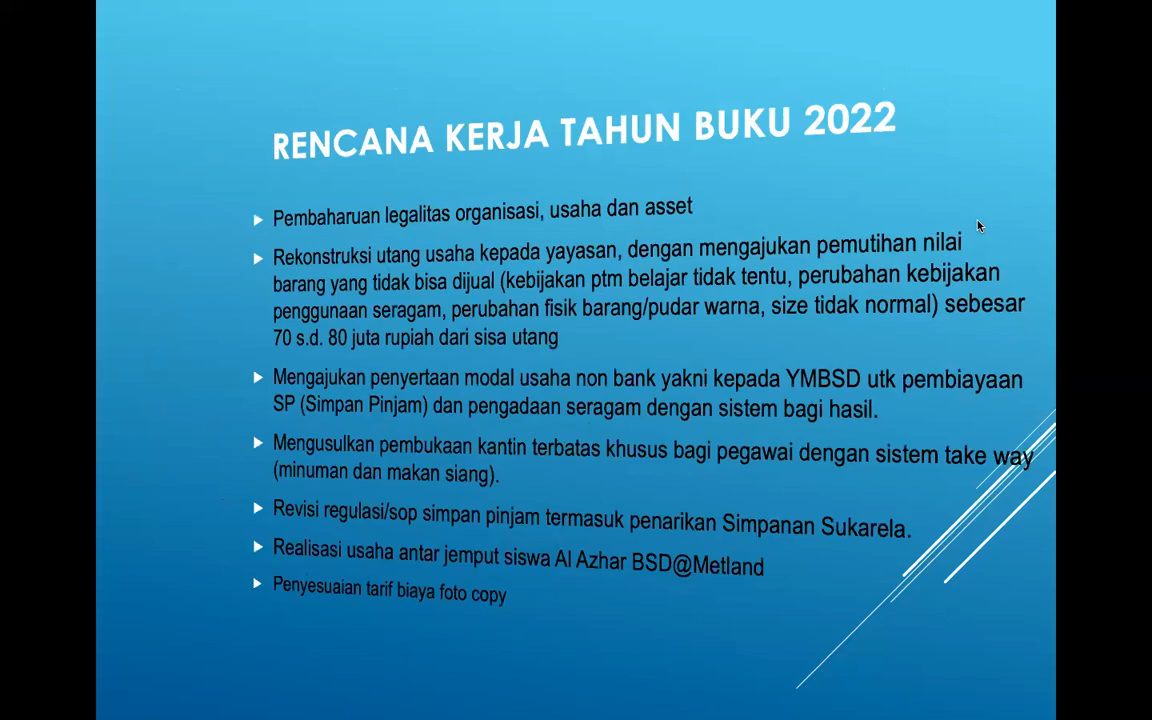 RENCANA KERJA TAHUN BUKU 2022
Pembaharuan legalitas organisasi, usaha dan asset
Rekonstruksi utang usaha kepada yayasan, dengan mengajukan pemutihan nilai
barang yang tidak bisa dijual (kebijakan ptm belajar tidak tentu, perubahan kebijakan
penggunaan seragam, perubahan fisik barang/pudar warna, size tidak normal) sebesar
70 s.d. 80 juta rupiah dari sisa utang
Mengajukan penyertaan modal usaha non bank yakni kepada YMBSD utk pembiayaan
SP (Simpan Pinjam) dan pengadaan seragam dengan sistem bagi hasil.
Mengusulkan pembukaan kantin terbatas khusus bagi pegawai dengan sistem take way
(minuman dan makan siang).
Revisi regulasi/sop simpan pinjam termasuk penarikan Simpanan Sukarela.
Realisasi usaha antar jemput siswa Al Azhar BSD@Metland
Penyesuaian tarif biaya foto copy